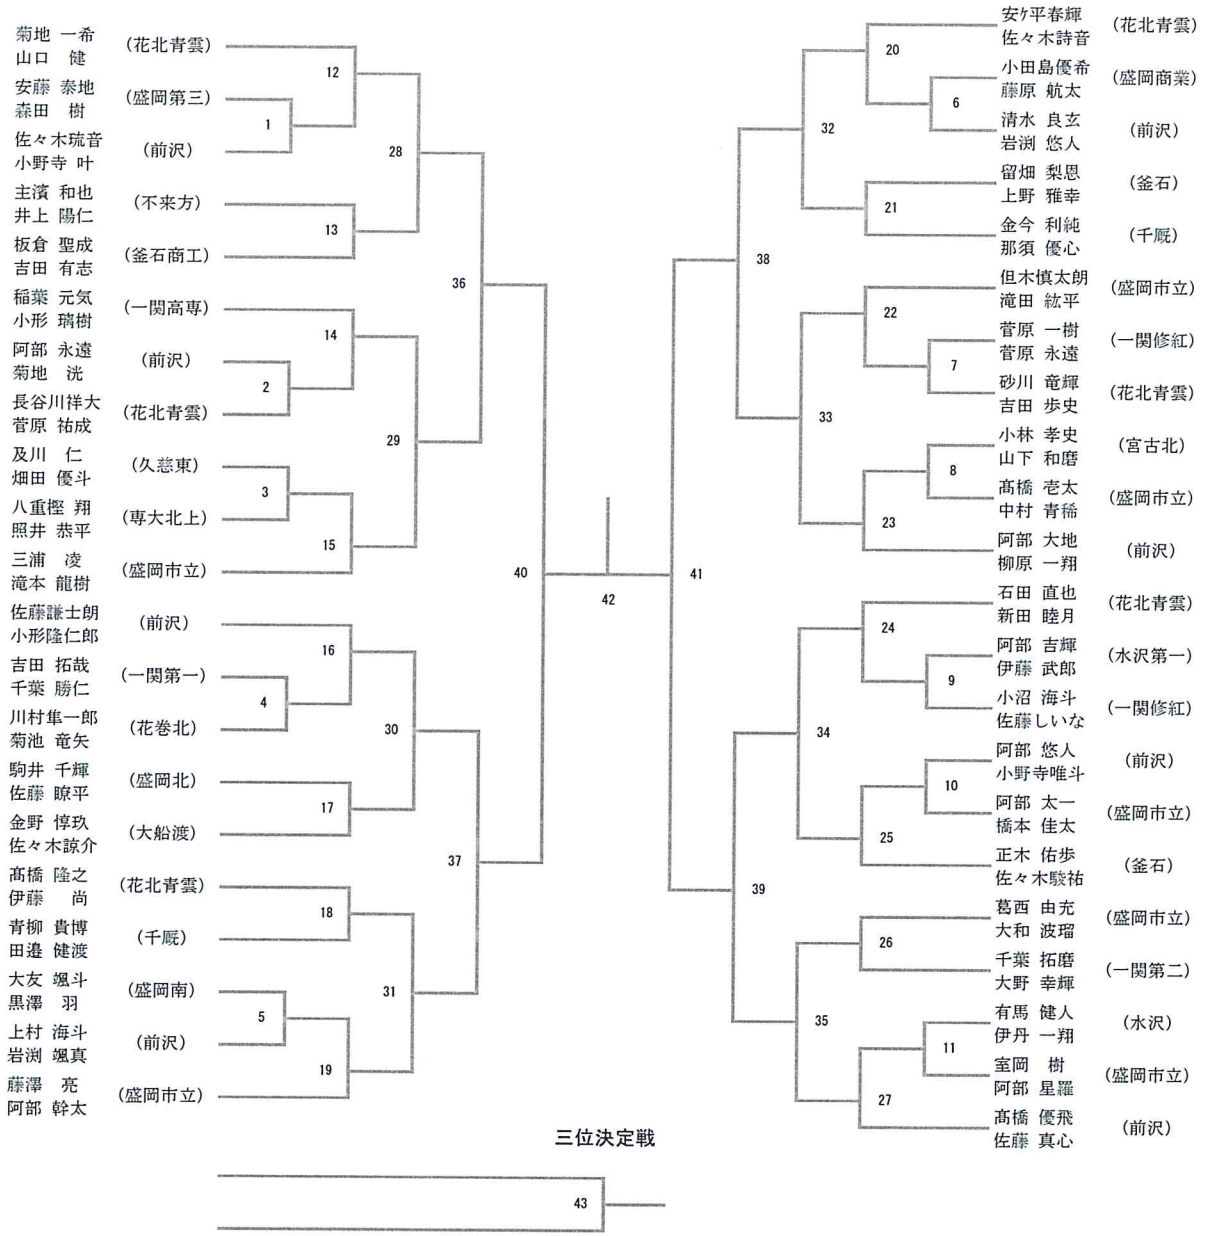 菊地 一希
山口 健
(花北青雲)
安藤 泰地
森田 樹
(盛岡第三)
佐々木琉音
小野寺 叶
(前沢)
主濱 和也
井上 陽仁
(不来方)
板倉 聖成
吉田 有志
(釜石商工)
稲葉 元気
小形 璃樹
(一関高専)
阿部 永遠
菊地 洸
(前沢)
長谷川祥大
菅原 祐成
(花北青雲)
及川 仁
畑田 優斗
(久慈東)
八重樫 翔
照井 恭平
(専大北上)
三浦 凌
滝本 龍樹
(盛岡市立)
佐藤謙士朗
小形隆仁郎
(前沢)
吉田 拓哉
千葉 勝仁
(一関第一)
川村隼一郎
菊池 竜矢
(花巻北)
駒井 千輝
佐藤 瞭平
(盛岡北)
金野 惇玖
佐々木諒介
(大船渡)
髙橋 隆之
伊藤 尚
(花北青雲)
青柳 貴博
田邉 健渡
(千厩)
大友 颯斗
黒澤 羽
(盛岡南)
上村 海斗
岩渕 颯真
(前沢)
藤澤 亮
阿部 幹太
(盛岡市立)
1
2
3
4
5
12
13
14
15
16
17
18
19
28
29
30
31
36
37
40
42
41
38
39
32
33
34
35
20
21
22
23
24
25
26
27
6
7
8
9
10
11
安ケ平春輝
佐々木詩音
(花北青雲)
小田島優希
藤原 航太
(盛岡商業)
清水 良玄
岩渕 悠人
(前沢)
留畑 梨恩
上野 雅幸
(釜石)
金今 利純
那須 優心
(千厩)
但木慎太朗
滝田 紘平
(盛岡市立)
菅原 一樹
菅原 永遠
(一関修紅)
砂川 竜輝
吉田 歩史
(花北青雲)
小林 孝史
山下 和磨
(宮古北)
髙橋 壱太
中村 青稀
(盛岡市立)
阿部 大地
柳原 一翔
(前沢)
石田 直也
新田 睦月
(花北青雲)
阿部 吉輝
伊藤 武郎
(水沢第一)
小沼 海斗
佐藤しいな
(一関修紅)
阿部 悠人
小野寺唯斗
(前沢)
阿部 太一
橋本 佳太
(盛岡市立)
正木 佑歩
佐々木駿祐
(釜石)
葛西 由充
大和 波瑠
(盛岡市立)
千葉 拓磨
大野 幸輝
(一関第二)
有馬 健人
伊丹 一翔
(水沢)
室岡 樹
阿部 星羅
(盛岡市立)
髙橋 優飛
佐藤 真心
(前沢)
三位決定戦
43